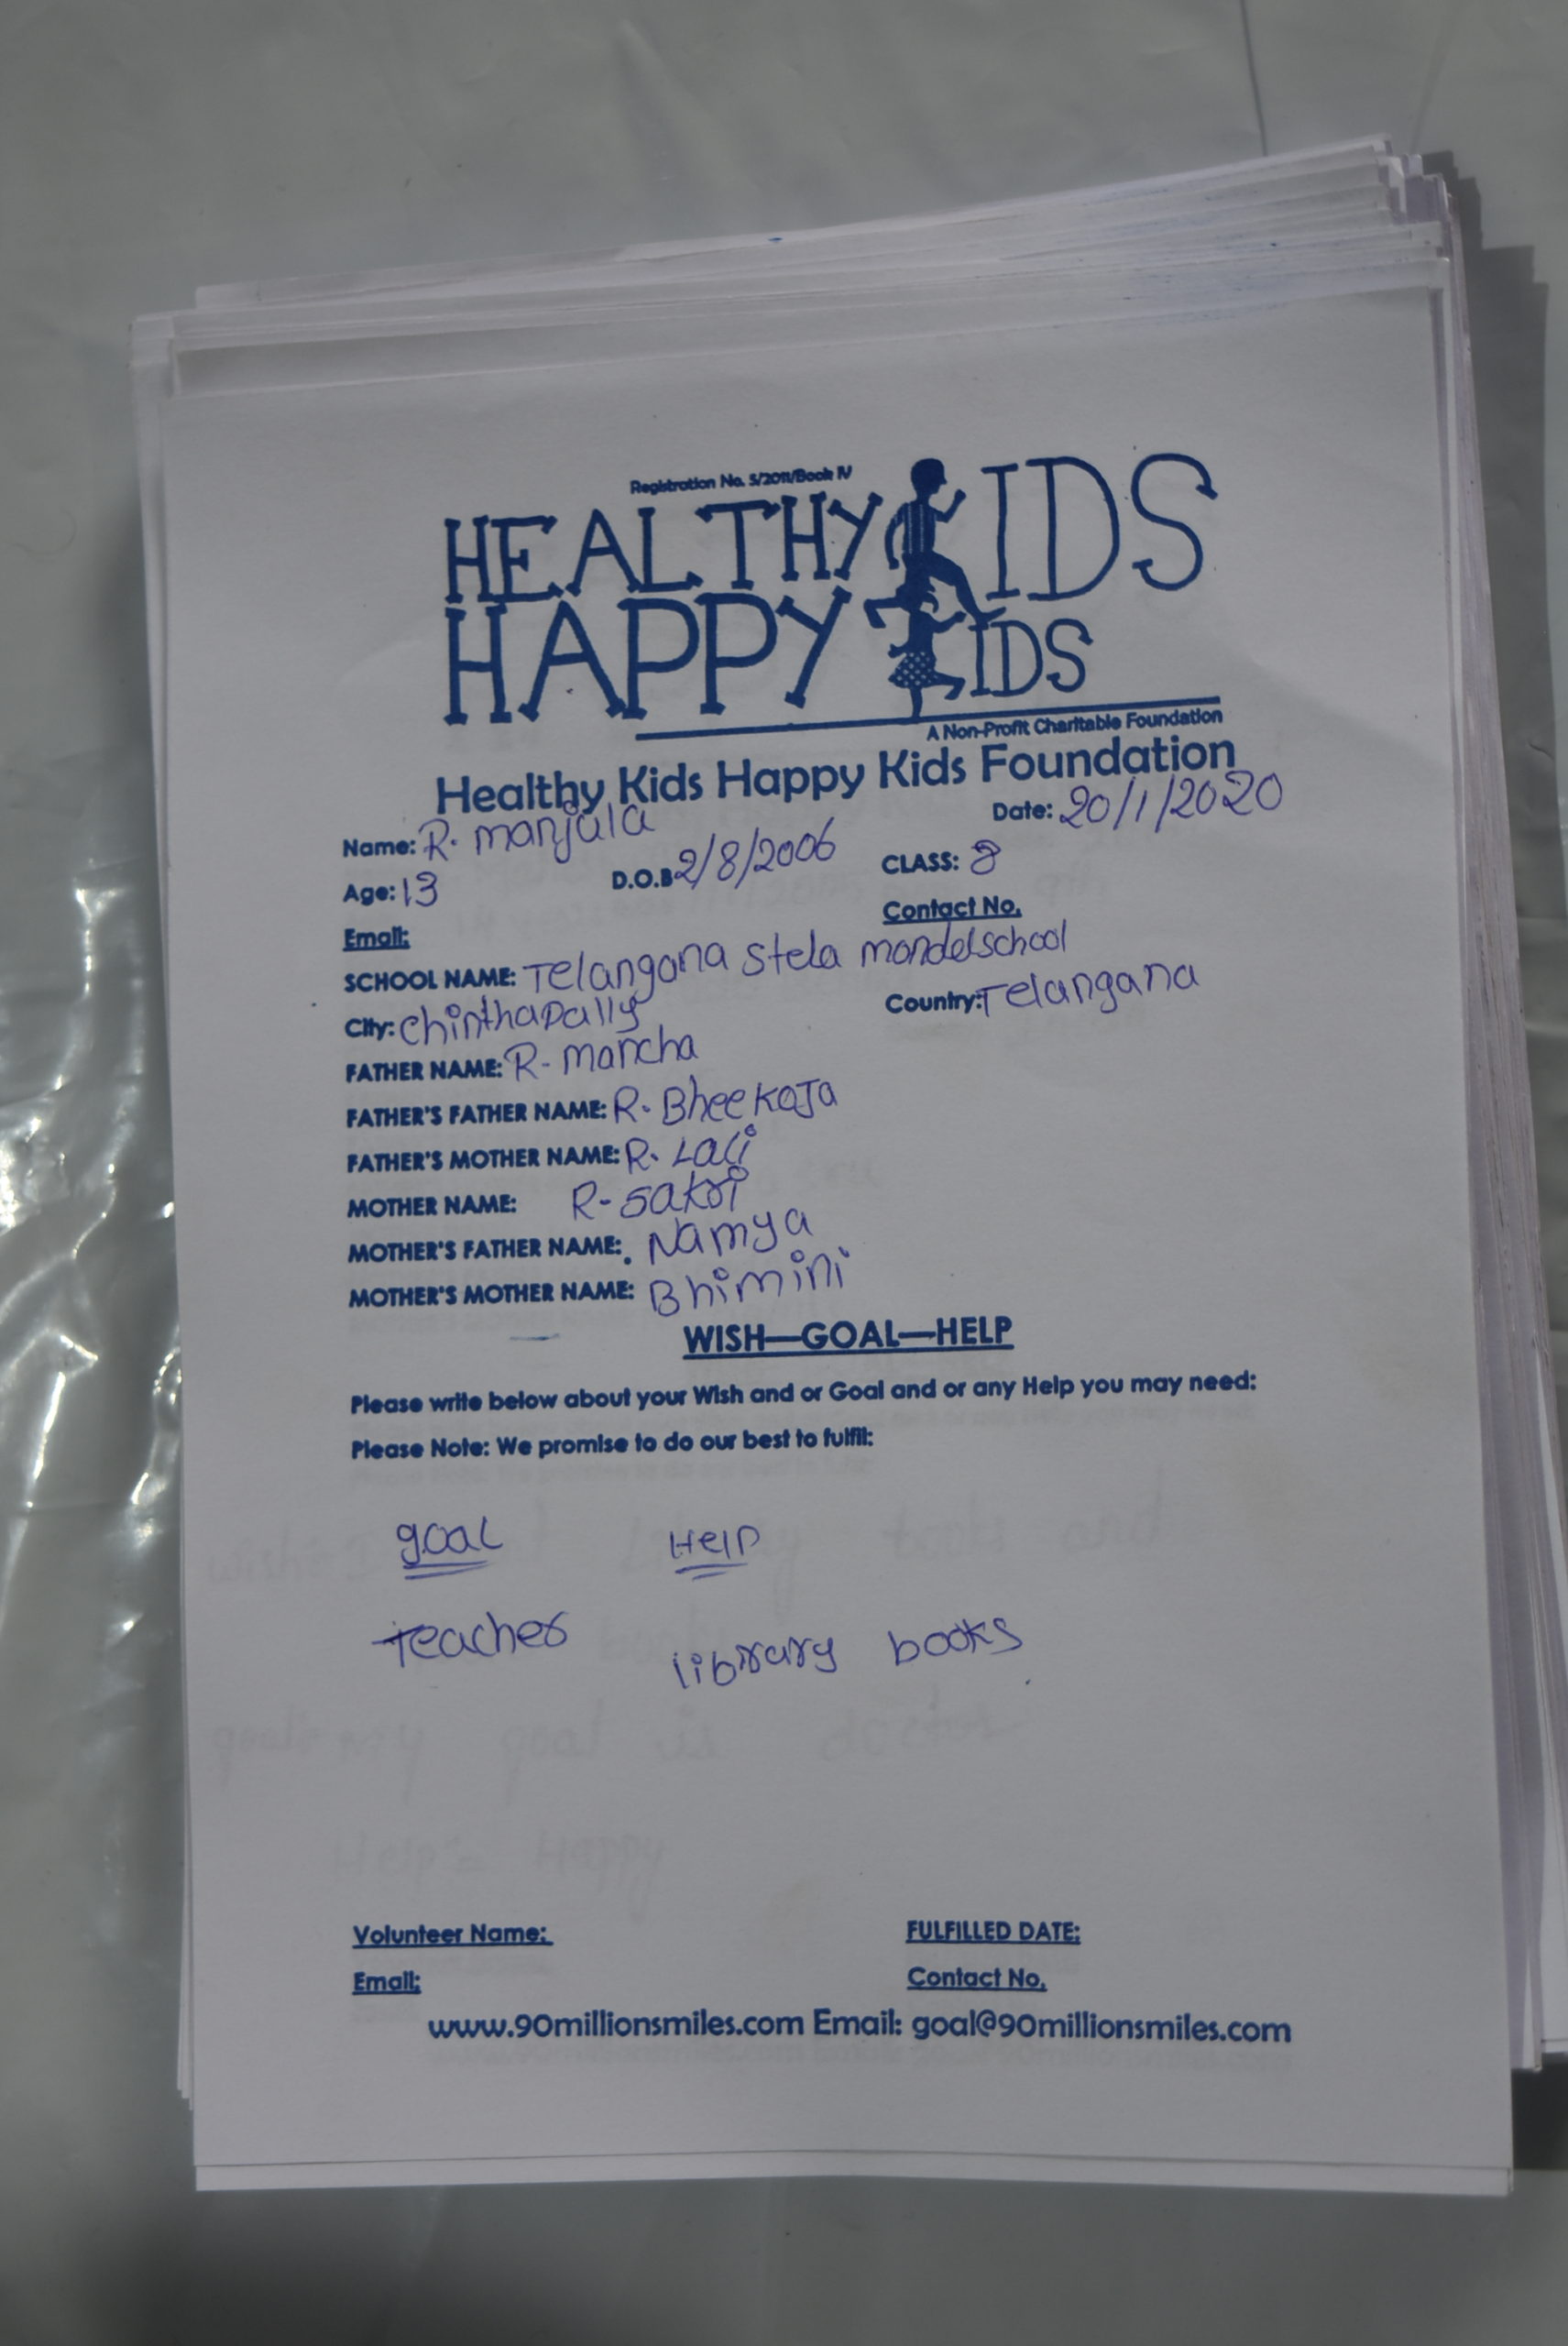 Registration No. 5/2011/Book IV
HEALTHY KIDS
HAPPY KIDS
A Non-Profit Charitable Foundation
Healthy Kids Happy Kids Foundation
Date: 20/1/2020
Name: R. manjula
Age: 13 D.O.B 2/8/2006 CLASS: 8
Email: Contact No.
SCHOOL NAME: Telangana stela mondelschool
City: chinthapally Country: Telangana
FATHER NAME: R- mancha
FATHER'S FATHER NAME: R. Bheekoja
FATHER'S MOTHER NAME: R. Lali
MOTHER NAME: R- sakri
MOTHER'S FATHER NAME: Namya
MOTHER'S MOTHER NAME: Bhimini
WISH—GOAL—HELP
Please write below about your Wish and or Goal and or any Help you may need:
Please Note: We promise to do our best to fulfil:
goal Help
Teacher library books
Volunteer Name: FULFILLED DATE:
Email: Contact No.
www.90millionsmiles.com Email: goal@90millionsmiles.com